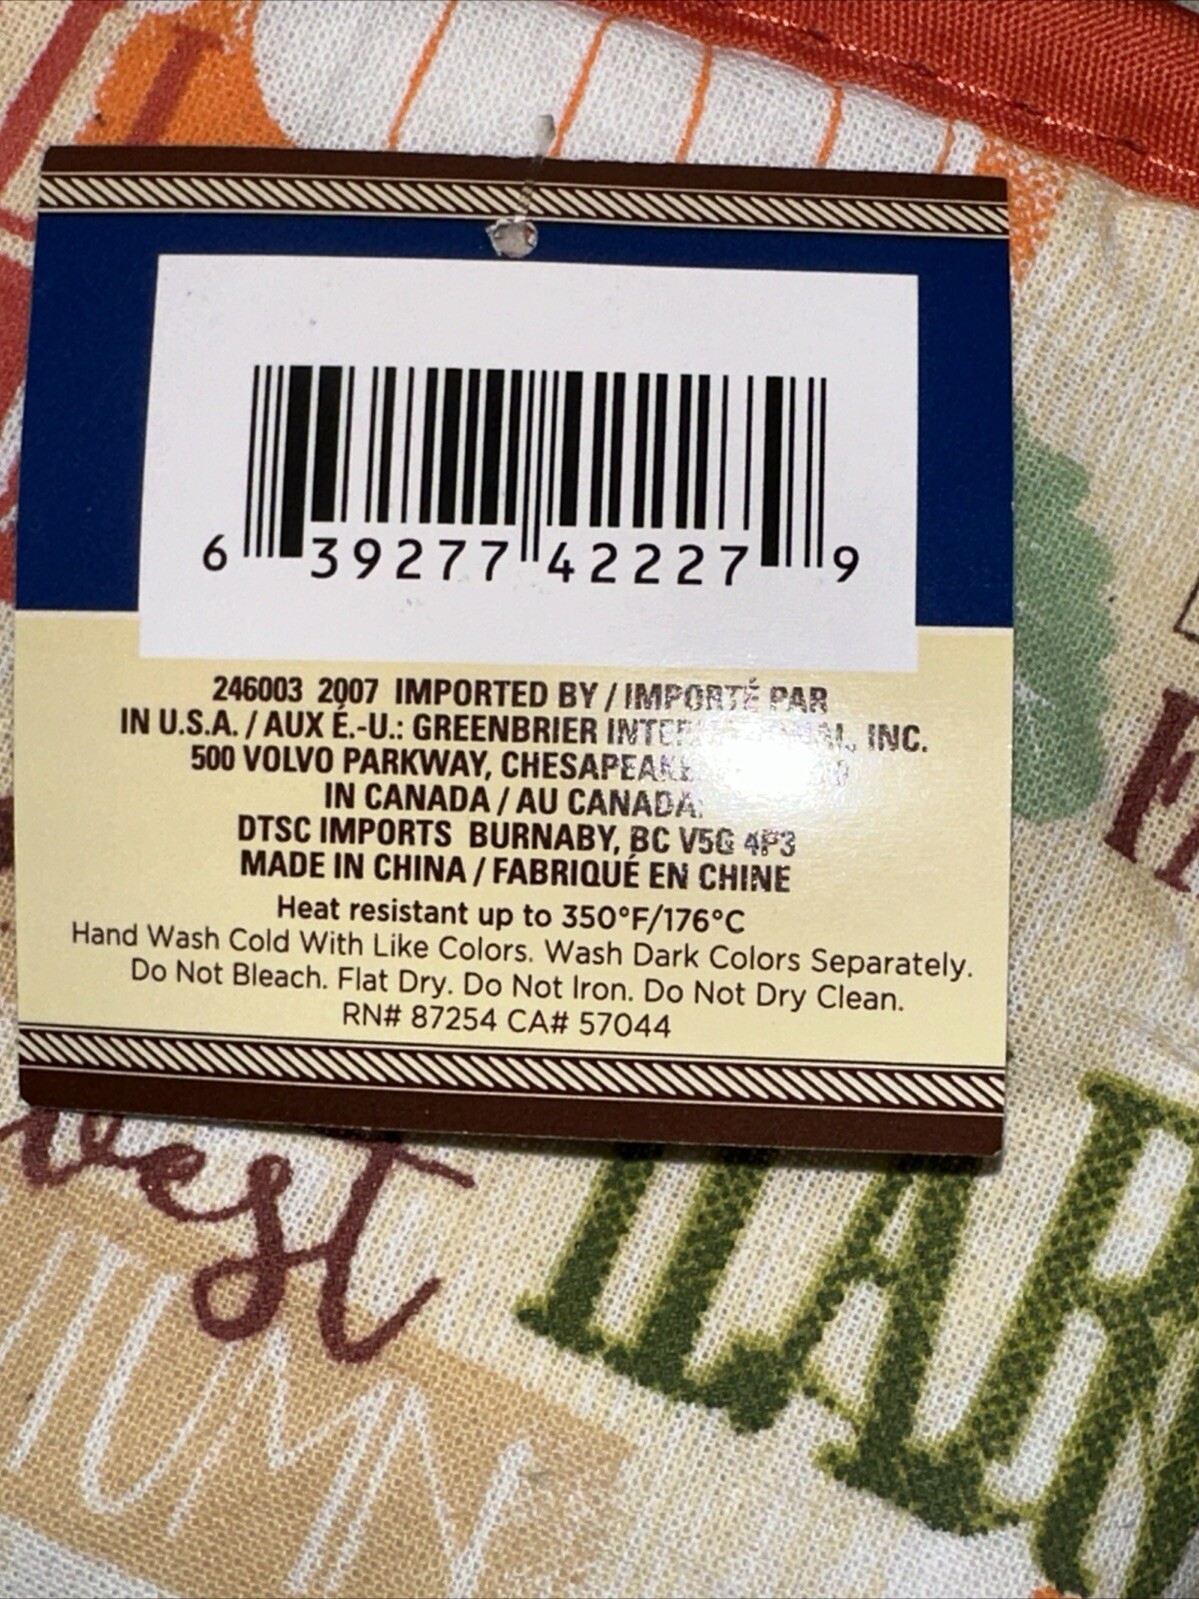 6 39277 42227 9
246003 2007 IMPORTED BY / IMPORTÉ PAR
IN U.S.A. / AUX É.-U.: GREENBRIER INC.
500 VOLVO PARKWAY, CHESAPEAKE
IN CANADA / AU CANADA:
DTSC IMPORTS BURNABY, BC V5G 4P3
MADE IN CHINA / FABRIQUÉ EN CHINE
Heat resistant up to 350°F/176°C
Hand Wash Cold With Like Colors. Wash Dark Colors Separately.
Do Not Bleach. Flat Dry. Do Not Iron. Do Not Dry Clean.
RN# 87254 CA# 57044